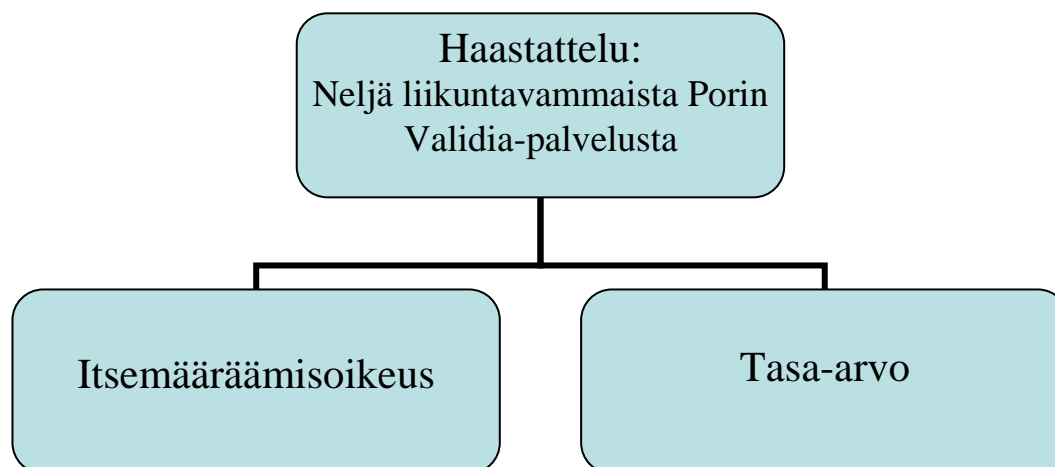 Haastattelu:
Neljä liikuntavammaista Porin
Validia-palvelusta
Itsemääräämisoikeus
Tasa-arvo